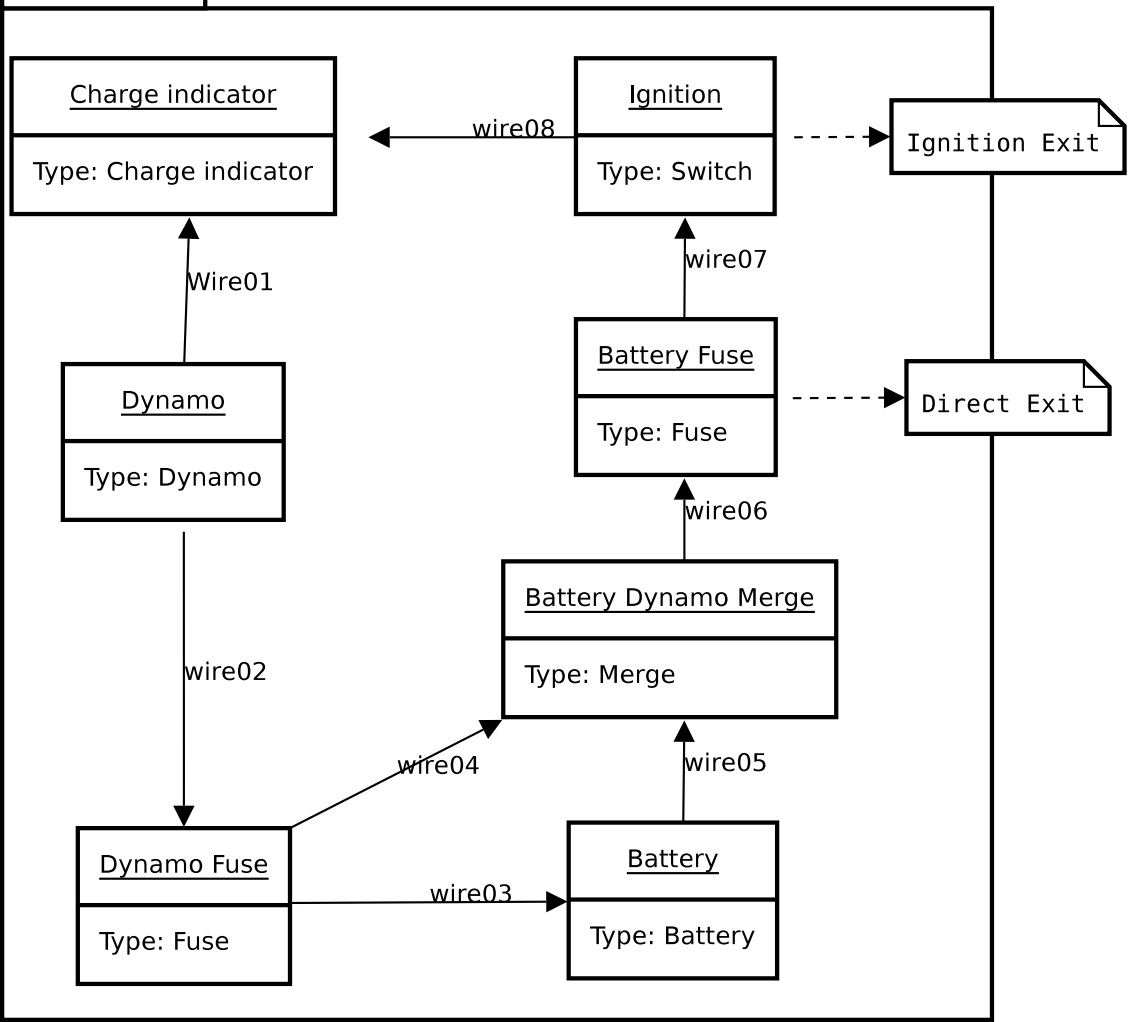 Charge indicator
Type: Charge indicator
wire08
Ignition
Type: Switch
Ignition Exit
Wire01
wire07
Dynamo
Type: Dynamo
Battery Fuse
Type: Fuse
Direct Exit
wire06
wire02
Battery Dynamo Merge
Type: Merge
wire04
wire05
Dynamo Fuse
Type: Fuse
wire03
Battery
Type: Battery